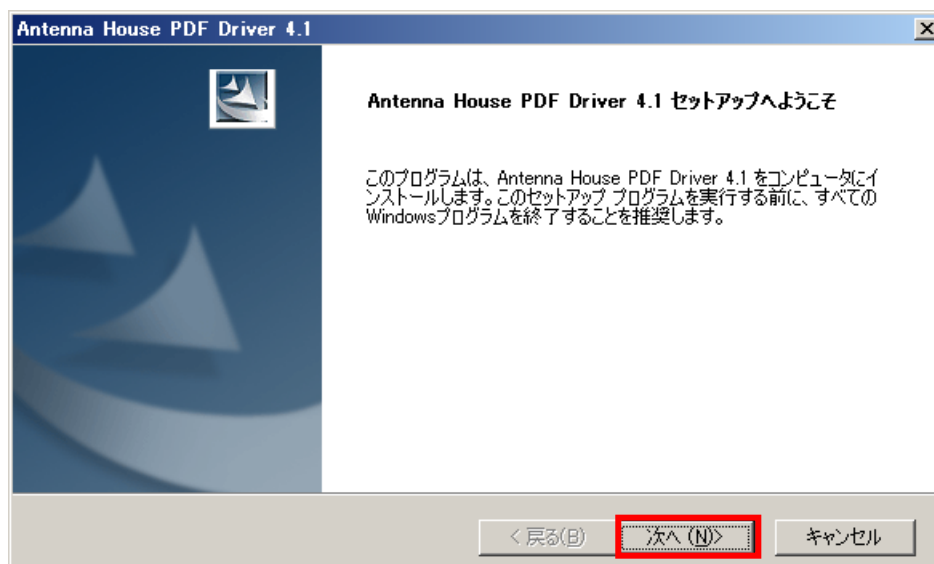 Antenna House PDF Driver 4.1
Antenna House PDF Driver 4.1 セットアップへようこそ
このプログラムは、Antenna House PDF Driver 4.1 をコンピュータにイ
ンストールします。このセットアップ プログラムを実行する前に、すべての
Windowsプログラムを終了することを推奨します。
< 戻る(B) 次へ (N)> キャンセル